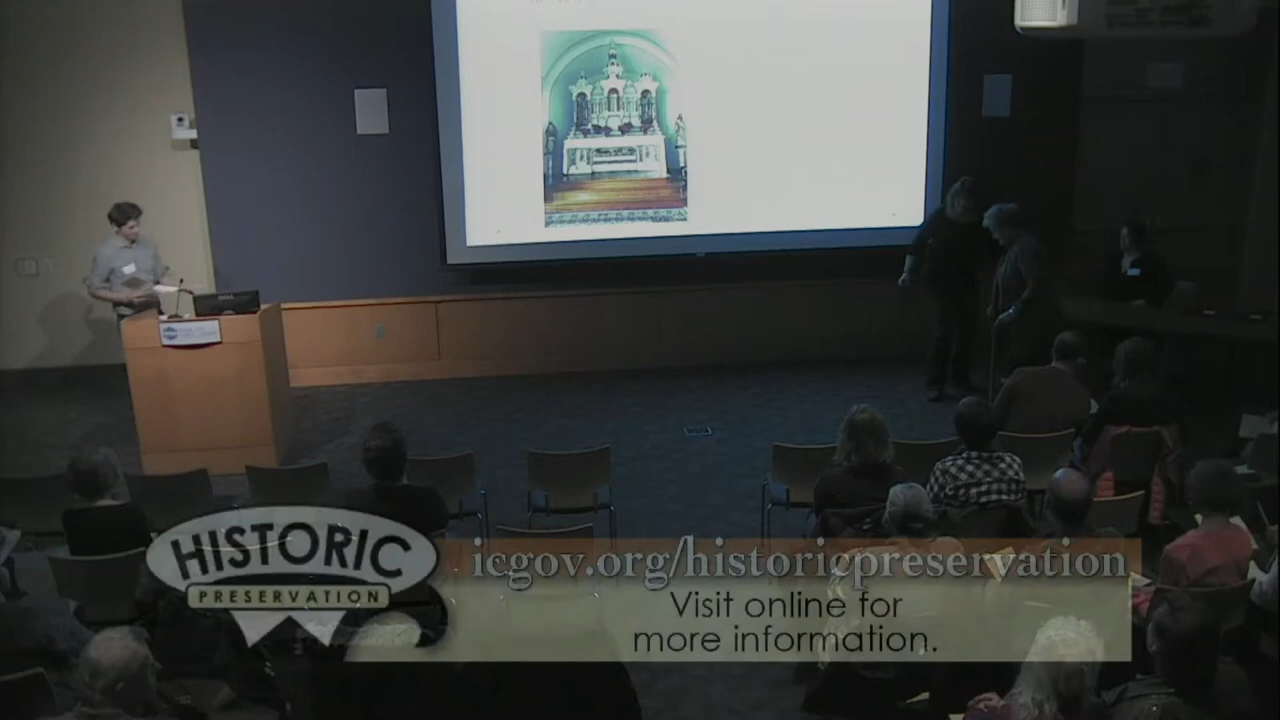 HISTORIC
PRESERVATION
icgov.org/historicpreservation
Visit online for
more information.